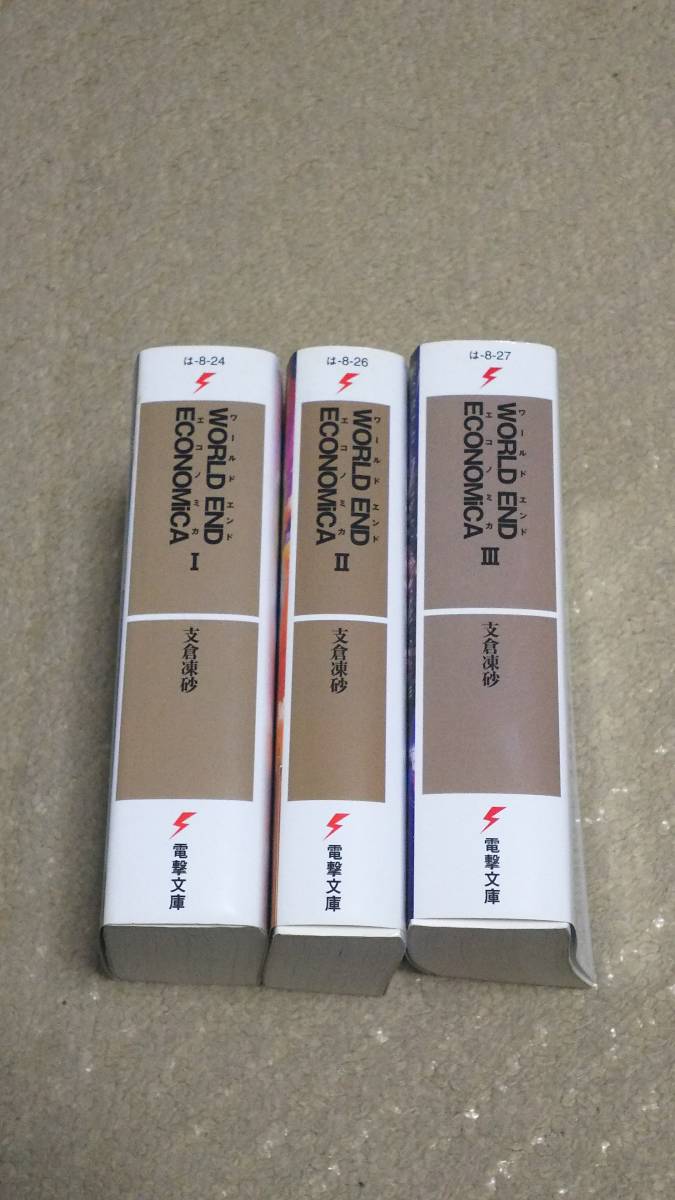 は-8-24
ワールド エンド
WORLD END
エコノミカ
ECONOMiCA I
支倉凍砂
電撃文庫
は-8-26
ワールド エンド
WORLD END
エコノミカ
ECONOMiCA II
支倉凍砂
電撃文庫
は-8-27
ワールド エンド
WORLD END
エコノミカ
ECONOMiCA III
支倉凍砂
電撃文庫